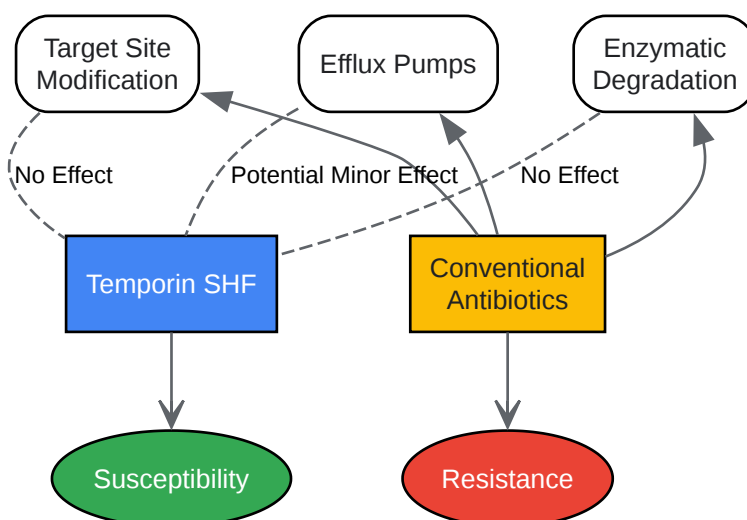 Target Site
Modification
Efflux Pumps
Enzymatic
Degradation
No Effect
Potential Minor Effect
No Effect
Temporin SHF
Conventional
Antibiotics
Susceptibility
Resistance